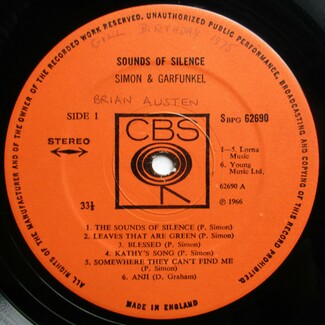 ALL RIGHTS OF THE MANUFACTURER AND OF THE OWNER OF THE RECORDED WORK RESERVED. UNAUTHORIZED PUBLIC PERFORMANCE, BROADCASTING AND COPYING OF THIS RECORD PROHIBITED.
BIRTHDAY 1975
SOUNDS OF SILENCE
SIMON & GARFUNKEL
BRIAN AUSTEN
SIDE 1
SBPG 62690
CBS
STEREO
1—5. Lorna
Music
6. Young
Music Ltd.
62690 A
33⅓
℗ 1966
1. THE SOUNDS OF SILENCE (P. Simon)
2. LEAVES THAT ARE GREEN (P. Simon)
3. BLESSED (P. Simon)
4. KATHY'S SONG (P. Simon)
5. SOMEWHERE THEY CAN'T FIND ME
(P. Simon)
6. ANJI (D. Graham)
MADE IN ENGLAND